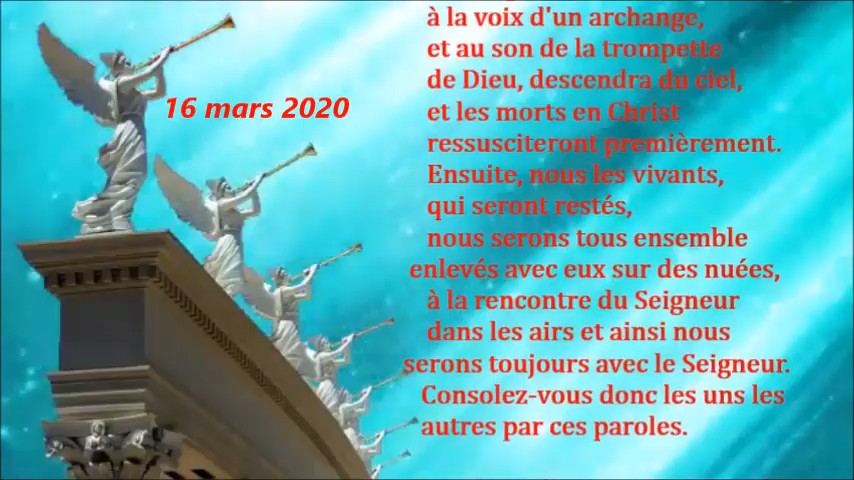 16 mars 2020
à la voix d'un archange,
et au son de la trompette
de Dieu, descendra du ciel,
et les morts en Christ
ressusciteront premièrement.
Ensuite, nous les vivants,
qui seront restés,
nous serons tous ensemble
enlevés avec eux sur des nuées,
à la rencontre du Seigneur
dans les airs et ainsi nous
serons toujours avec le Seigneur.
Consolez-vous donc les uns les
autres par ces paroles.